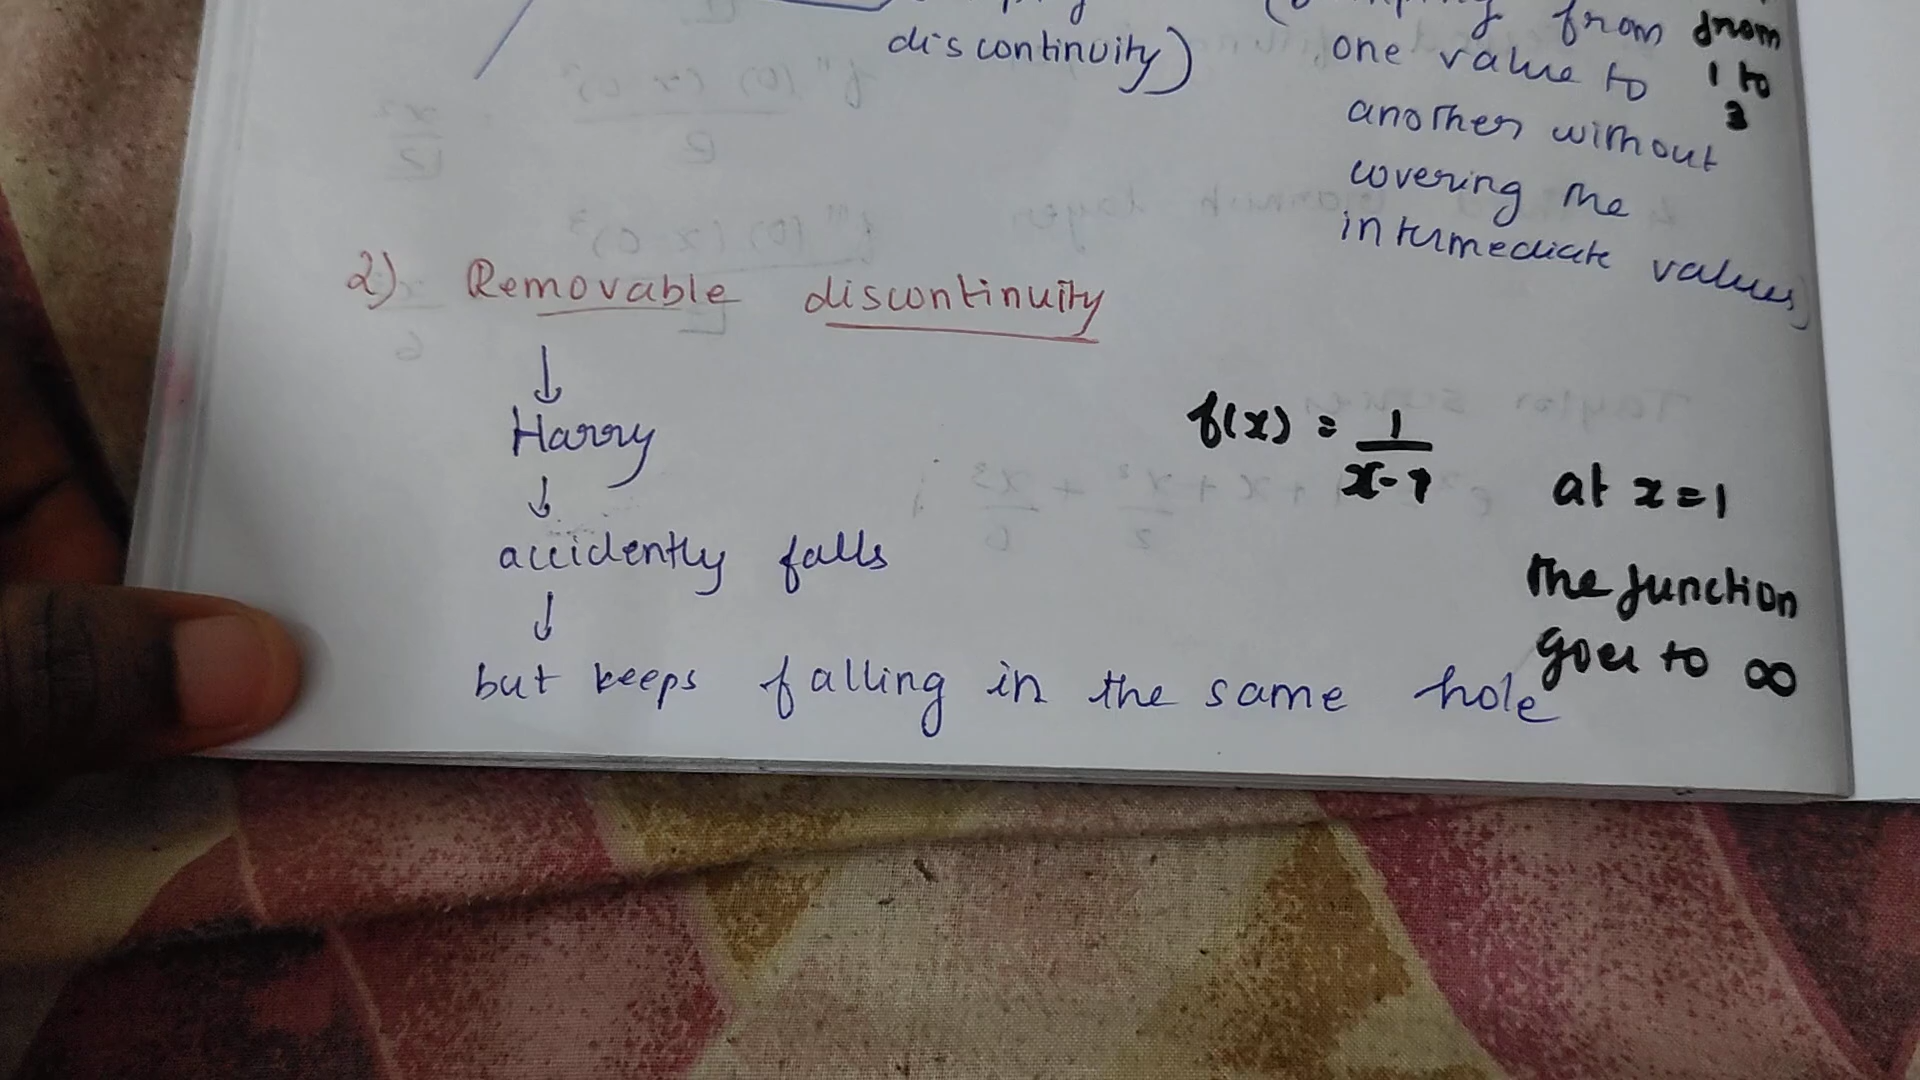 from from
discontinuity) one value to 1 to
another without 3
covering the
intermediate values)
2) Removable discontinuity
↓
Harry
↓
accidently falls
↓
but keeps falling in the same hole
f(x) = 1/x-1 at x=1
the function
goes to ∞